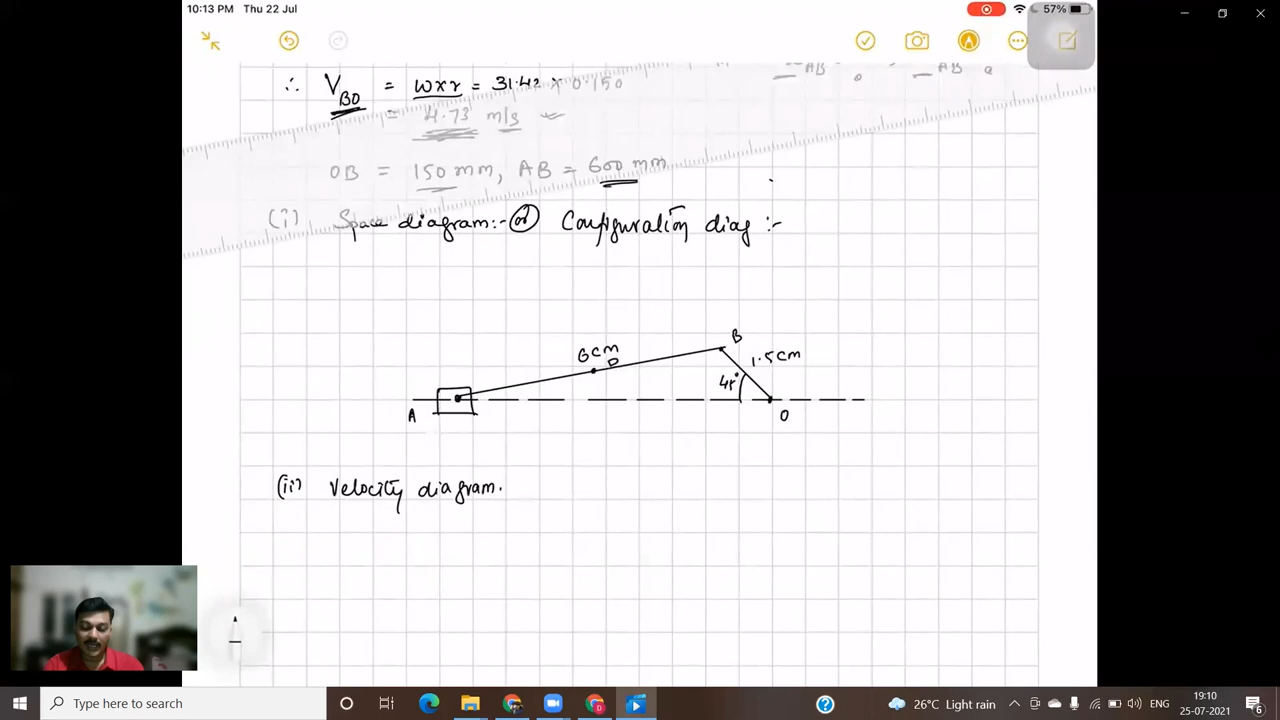 10:13 PM Thu 22 Jul
57%
∴ V_BO = ω×r = 31.42 × 0.150
= 4.73 m/s
OB = 150 mm, AB = 600 mm
(i) Space diagram:- or Configuration diag :-
B
6cm
D
1.5cm
45°
A
O
(ii) Velocity diagram.
Type here to search
26°C Light rain
ENG
19:10
25-07-2021
6